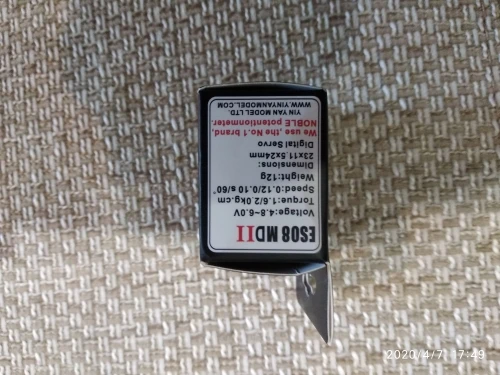 ES08 MDII
Voltage:4.8~6.0V
Torque:1.6/2.0kg.cm
Speed:0.12/0.10 s/60°
Weight:12g
Dimensions:
23x11.5x24mm
Digital Servo
We use, the No.1 brand,
NOBLE potentionmeter.
YIN YAN MODEL LTD.
WWW.YINYANMODEL.COM
2020/4/7 17:49